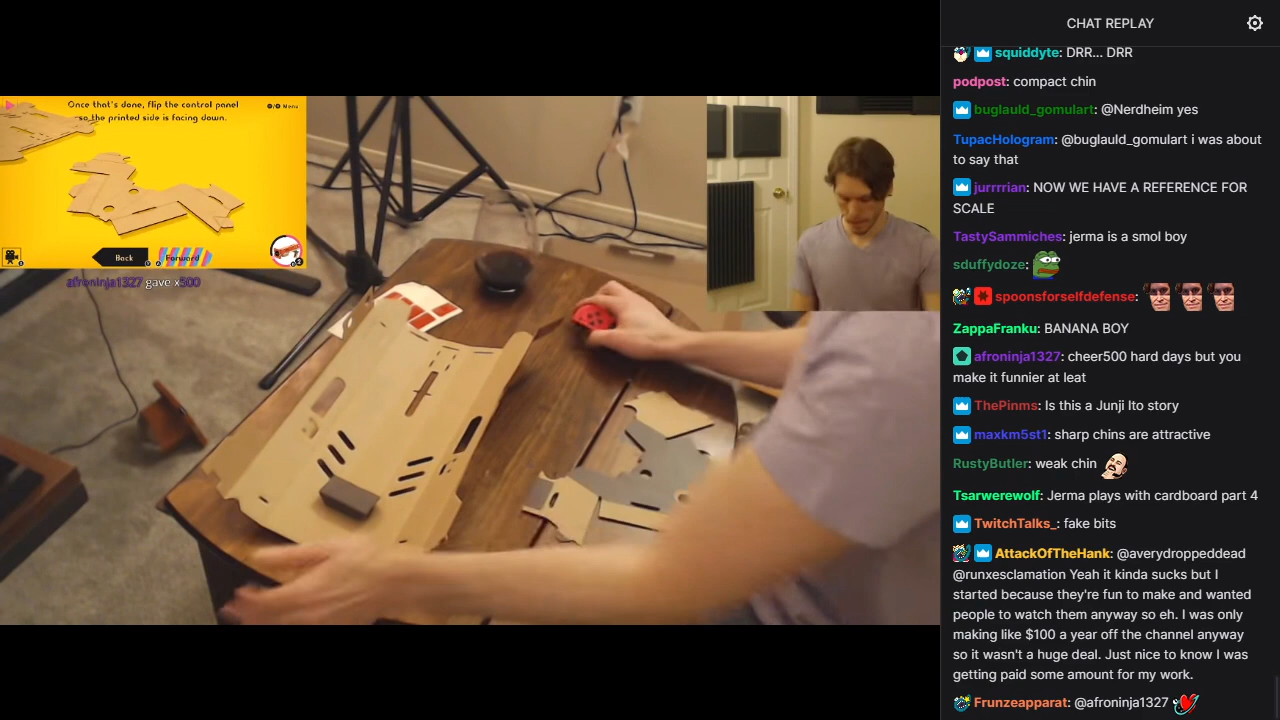 Once that's done, flip the control panel
so the printed side is facing down.
Menu
Back
Forward
afroninja1327 gave x500
CHAT REPLAY
squiddyte: DRR... DRR
podpost: compact chin
buglauld_gomulart: @Nerdheim yes
TupacHologram: @buglauld_gomulart i was about
to say that
jurrrrian: NOW WE HAVE A REFERENCE FOR
SCALE
TastySammiches: jerma is a smol boy
sduffydoze:
spoonsforselfdefense:
ZappaFranku: BANANA BOY
afroninja1327: cheer500 hard days but you
make it funnier at leat
ThePinms: Is this a Junji Ito story
maxkm5st1: sharp chins are attractive
RustyButler: weak chin
Tsarwerewolf: Jerma plays with cardboard part 4
TwitchTalks_: fake bits
AttackOfTheHank: @averydroppeddead
@runxesclamation Yeah it kinda sucks but I
started because they're fun to make and wanted
people to watch them anyway so eh. I was only
making like $100 a year off the channel anyway
so it wasn't a huge deal. Just nice to know I was
getting paid some amount for my work.
Frunzeapparat: @afroninja1327